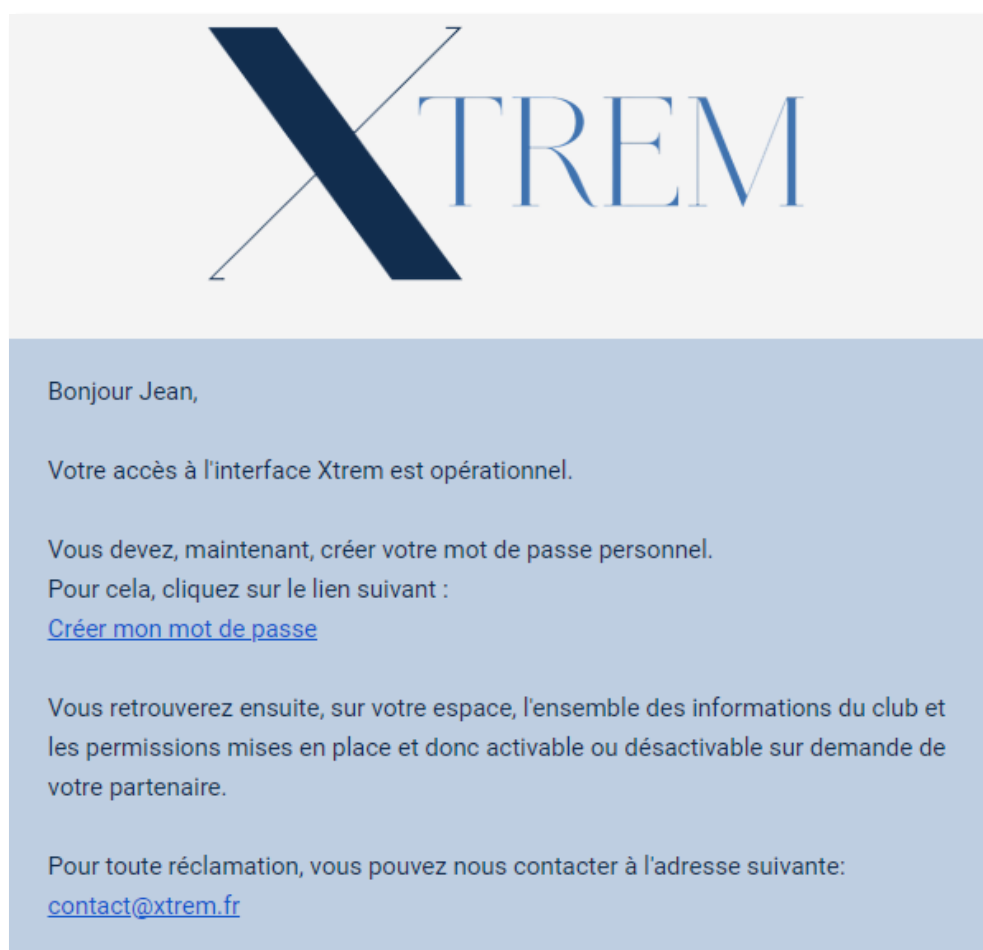 XTREM
Bonjour Jean,
Votre accès à l'interface Xtrem est opérationnel.
Vous devez, maintenant, créer votre mot de passe personnel.
Pour cela, cliquez sur le lien suivant :
Créer mon mot de passe
Vous retrouverez ensuite, sur votre espace, l'ensemble des informations du club et
les permissions mises en place et donc activable ou désactivable sur demande de
votre partenaire.
Pour toute réclamation, vous pouvez nous contacter à l'adresse suivante:
contact@xtrem.fr